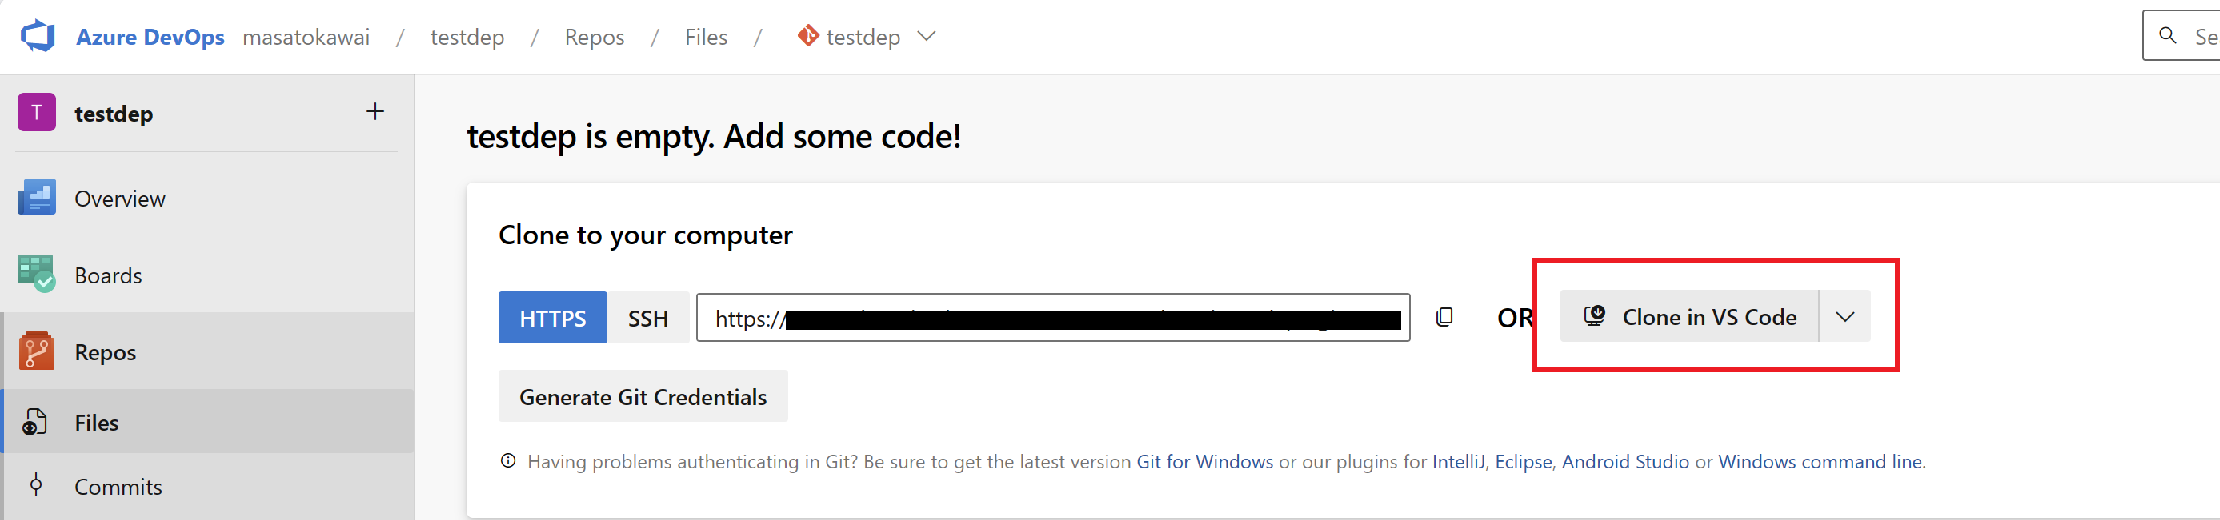 Azure DevOps masatokawai / testdep / Repos / Files / testdep
Se
T testdep +
testdep is empty. Add some code!
Overview
Clone to your computer
Boards
HTTPS SSH https:// OR Clone in VS Code
Repos
Generate Git Credentials
Files
Having problems authenticating in Git? Be sure to get the latest version Git for Windows or our plugins for IntelliJ, Eclipse, Android Studio or Windows command line.
Commits